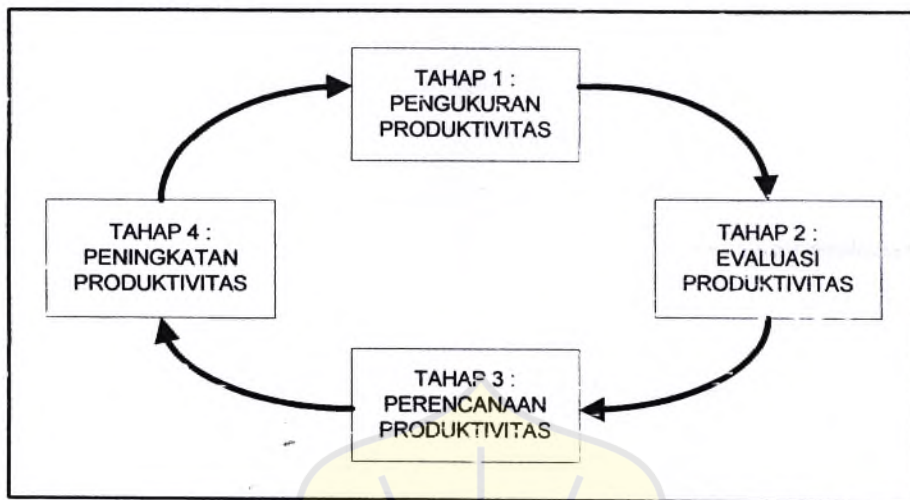 TAHAP 1 :
PENGUKURAN
PRODUKTIVITAS
TAHAP 2 :
EVALUASI
PRODUKTIVITAS
TAHAP 3 :
PERENCANAAN
PRODUKTIVITAS
TAHAP 4 :
PENINGKATAN
PRODUKTIVITAS